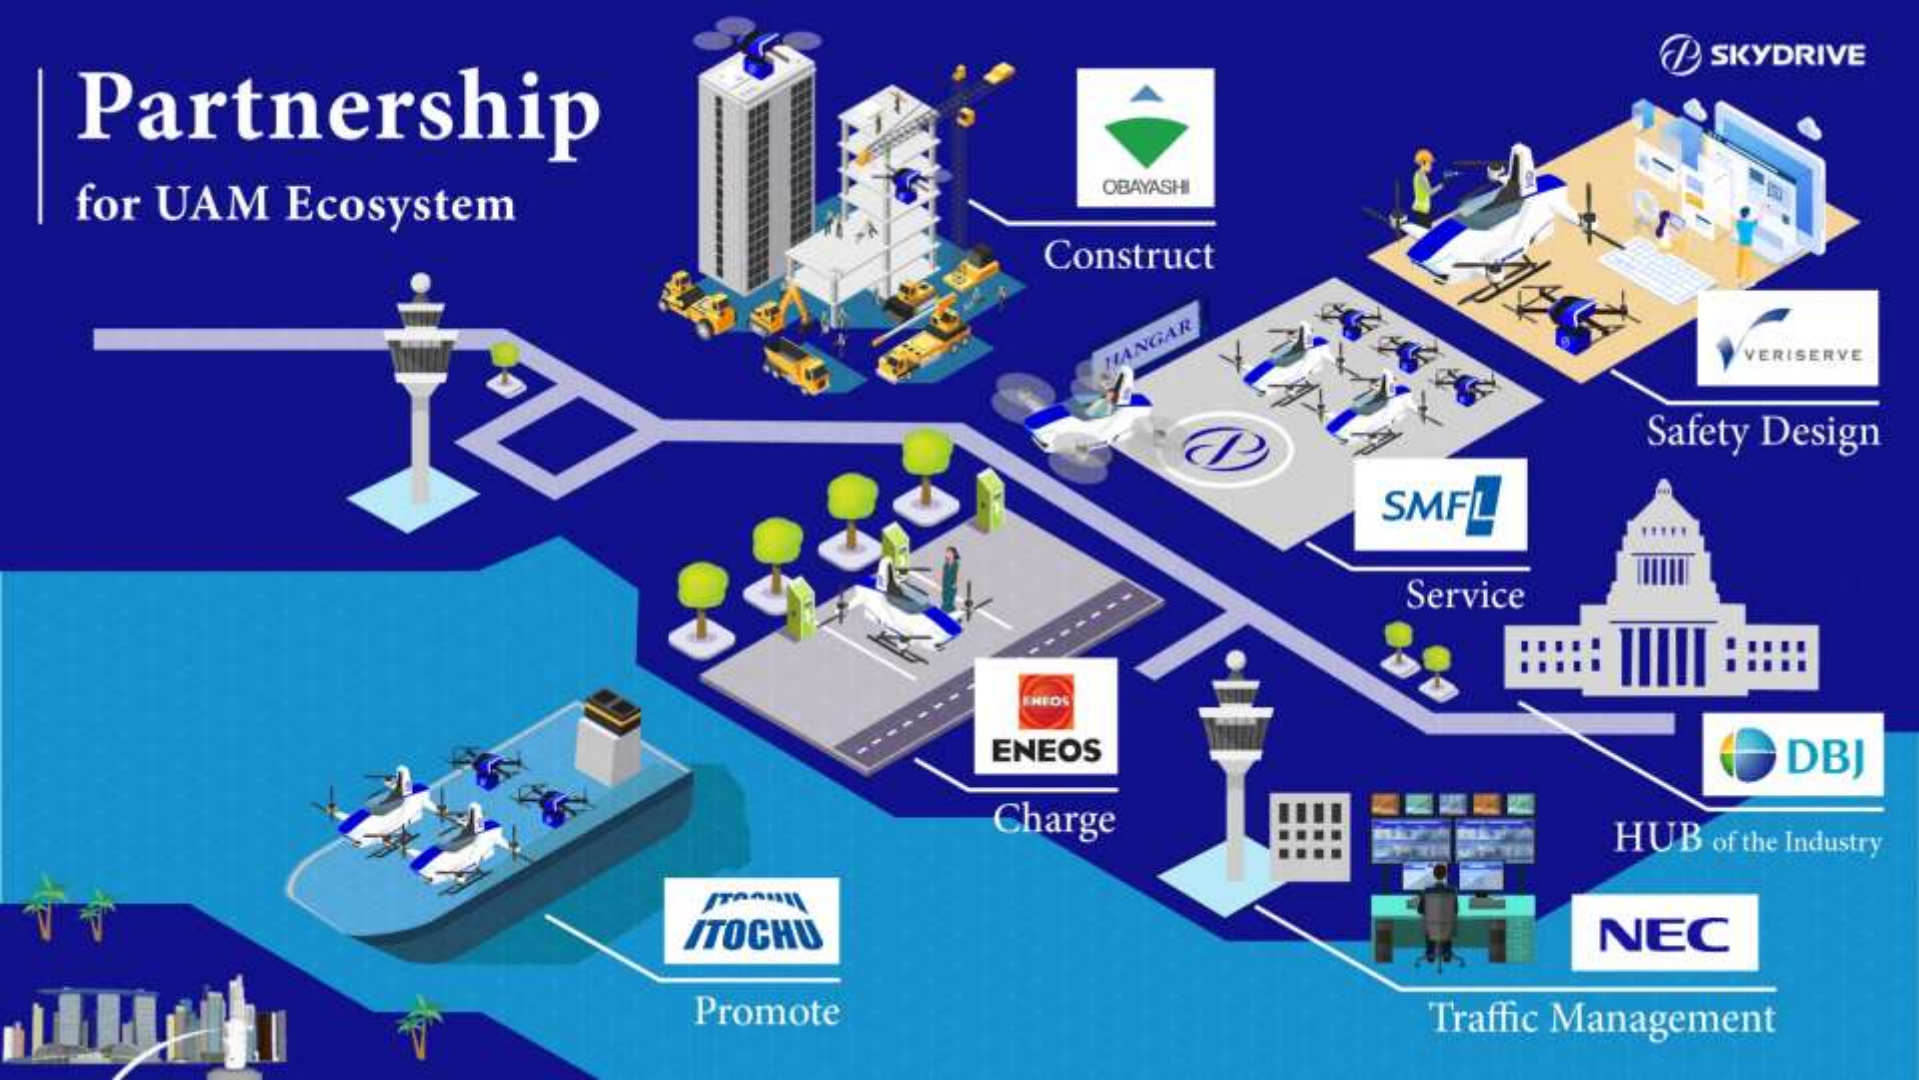 Partnership
for UAM Ecosystem
SKYDRIVE
OBAYASHI
Construct
HANGAR
VERISERVE
Safety Design
SMFL
Service
ENEOS
ENEOS
Charge
DBJ
HUB of the Industry
ITOCHU
ITOCHU
Promote
NEC
Traffic Management